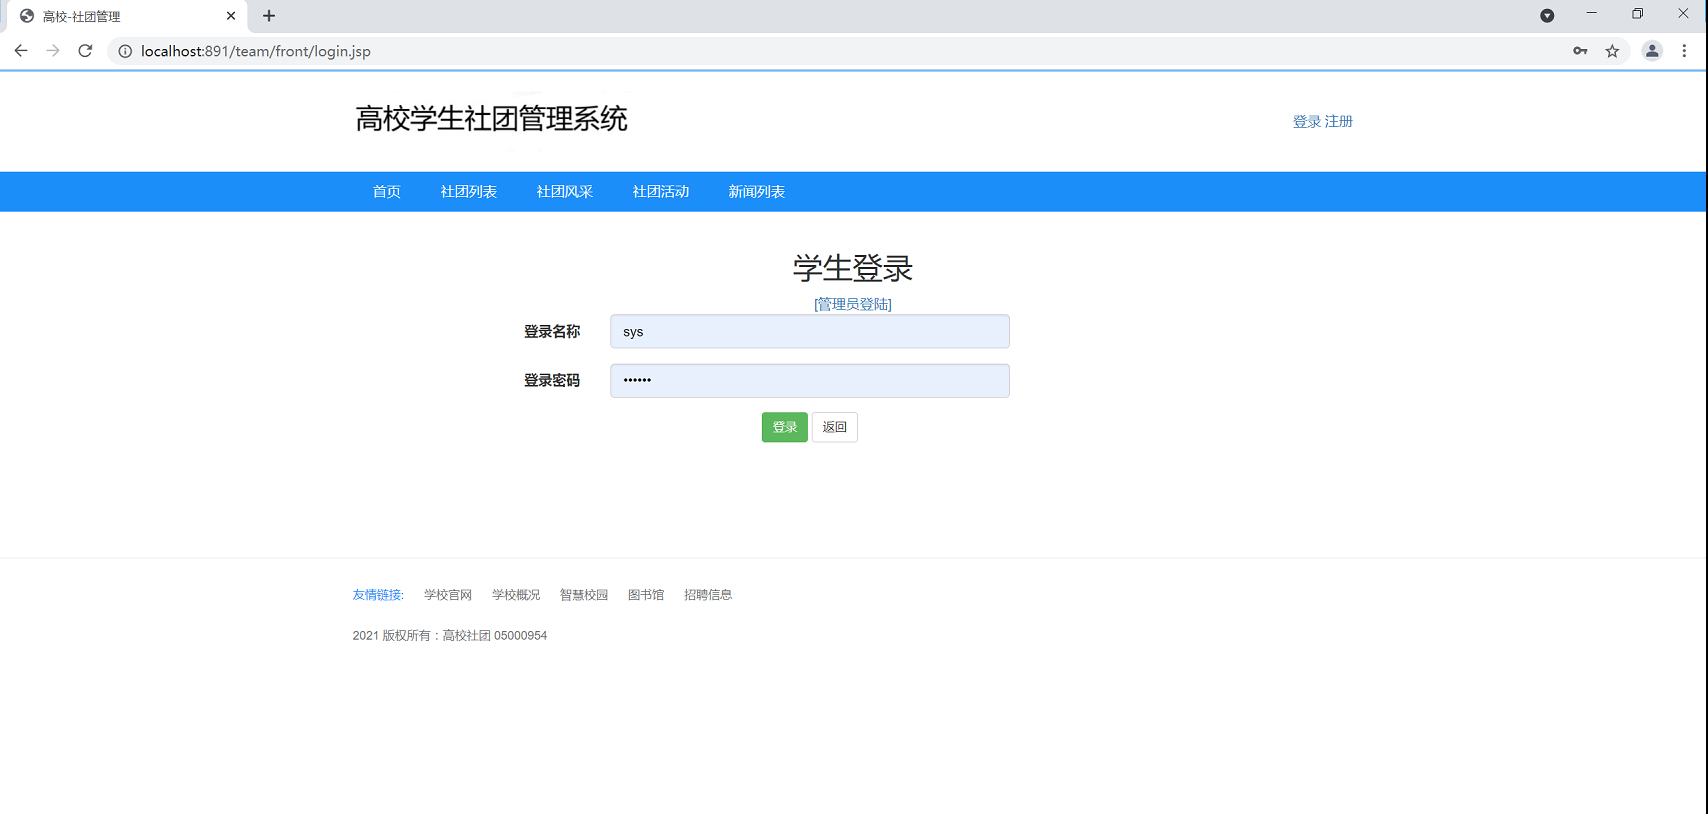 高校-社团管理
localhost:891/team/front/login.jsp
高校学生社团管理系统
登录 注册
首页 社团列表 社团风采 社团活动 新闻列表
学生登录
[管理员登陆]
登录名称 sys
登录密码 ••••••
登录 返回
友情链接: 学校官网 学校概况 智慧校园 图书馆 招聘信息
2021 版权所有：高校社团 05000954